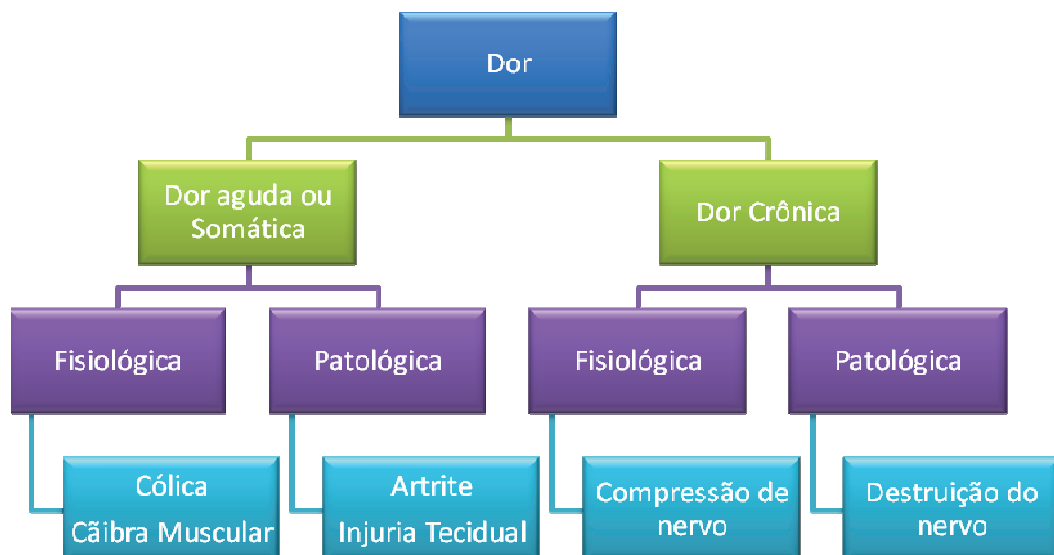 Dor
Dor aguda ou
Somática
Dor Crônica
Fisiológica
Patológica
Fisiológica
Patológica
Cólica
Cãibra Muscular
Artrite
Injuria Tecidual
Compressão de
nervo
Destruição do
nervo